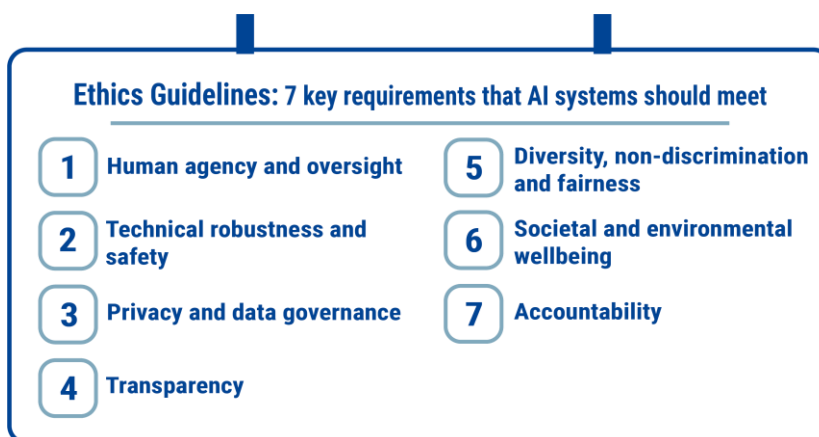 Ethics Guidelines: 7 key requirements that AI systems should meet
1 Human agency and oversight
2 Technical robustness and
safety
3 Privacy and data governance
4 Transparency
5 Diversity, non-discrimination
and fairness
6 Societal and environmental
wellbeing
7 Accountability